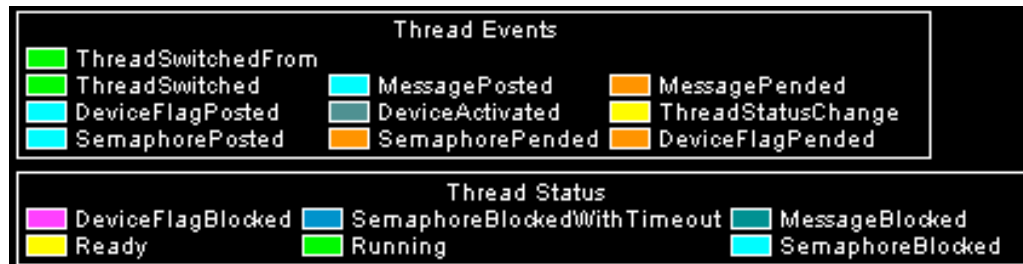 Thread Events
ThreadSwitchedFrom
ThreadSwitched MessagePosted MessagePended
DeviceFlagPosted DeviceActivated ThreadStatusChange
SemaphorePosted SemaphorePended DeviceFlagPended
Thread Status
DeviceFlagBlocked SemaphoreBlockedWithTimeout MessageBlocked
Ready Running SemaphoreBlocked